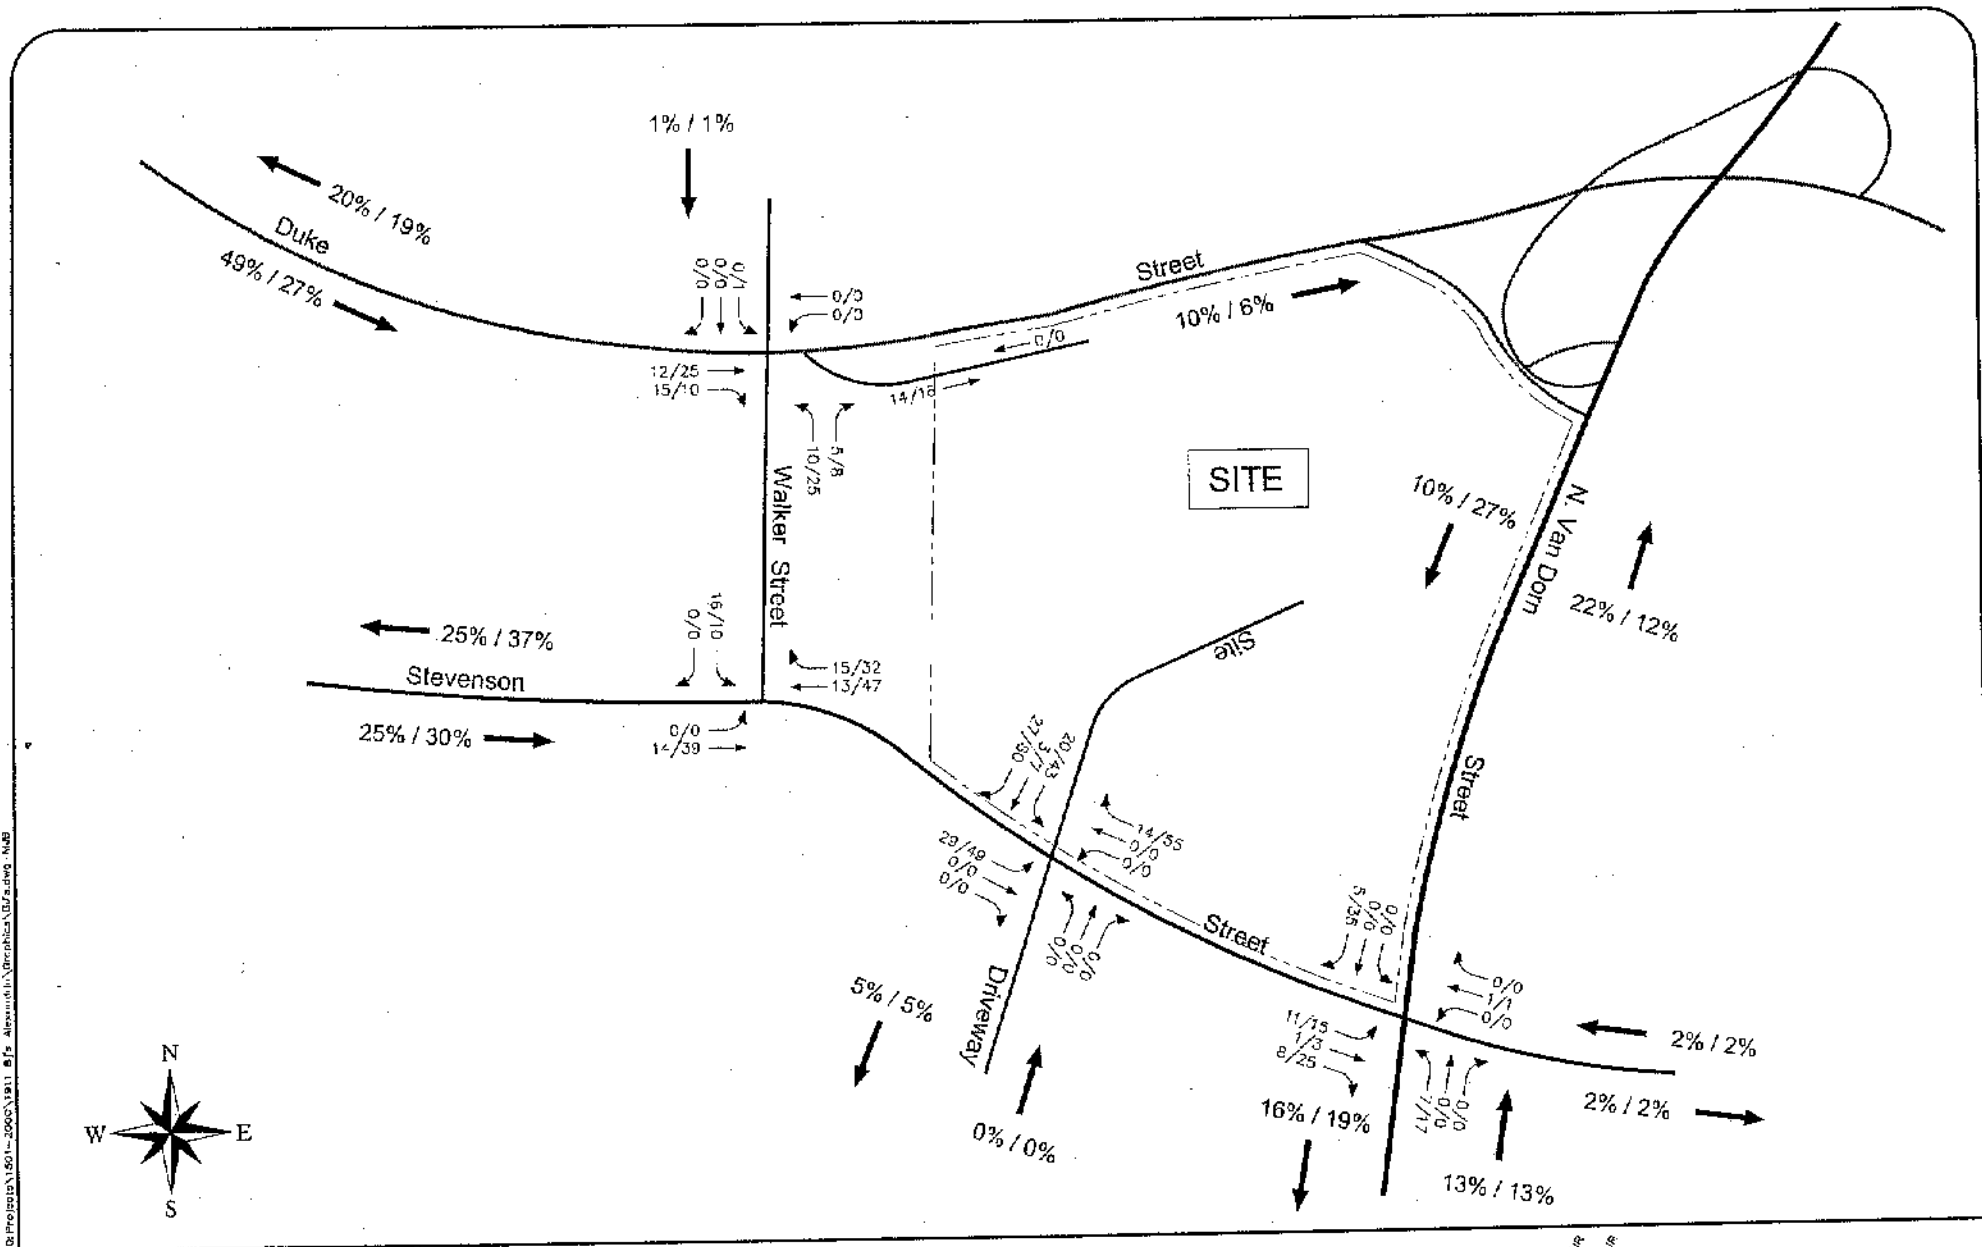 1% / 1%
20% / 19%
Duke
49% / 27%
0/0
0/0
0/1
0/0
0/0
Street
10% / 6%
0/0
12/25
15/10
14/18
10/25
5/8
Walker Street
SITE
10% / 27%
N. Van Dorn
22% / 12%
25% / 37%
0/0
16/10
Stevenson
15/32
13/47
25% / 30%
0/0
14/39
Site
Street
3/7
20/43
14/55
0/0
0/0
29/49
0/0
0/0
0/0
0/0
0/0
Street
5/35
0/0
0/0
5% / 5%
Driveway
0/0
1/1
0/0
11/15
1/3
8/25
2% / 2%
2% / 2%
16% / 19%
7/17
0/0
0/0
0% / 0%
13% / 13%
N
W
E
S